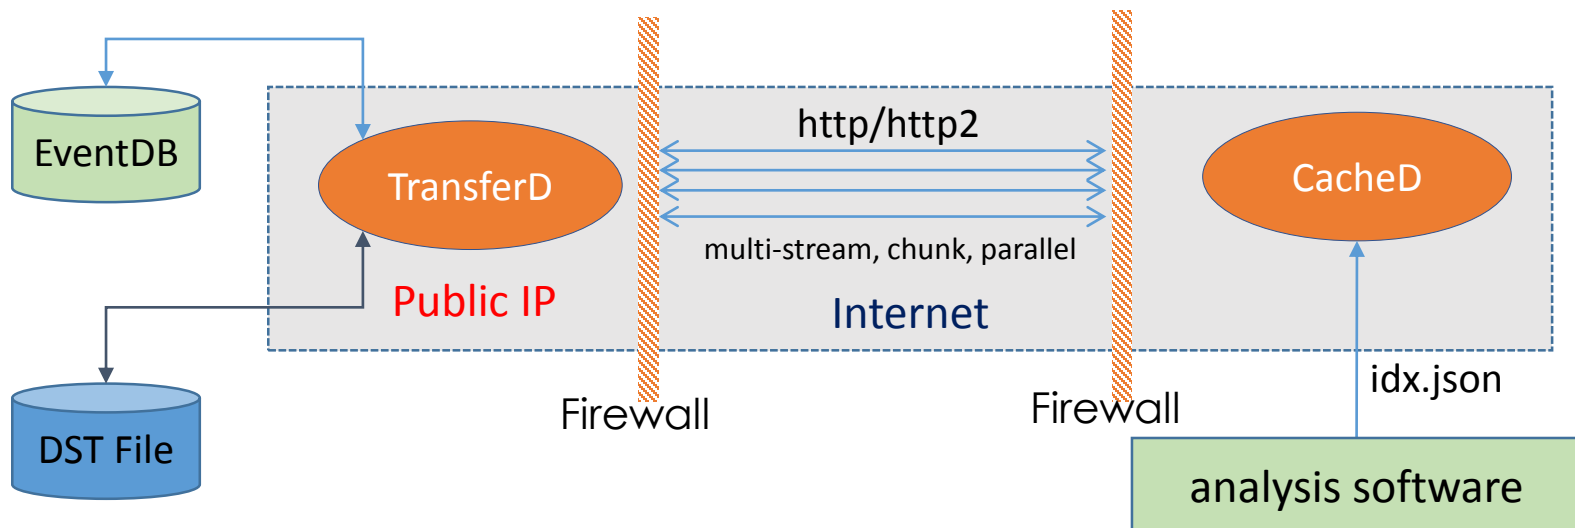 EventDB
TransferD
Public IP
DST File
Firewall
http/http2
multi-stream, chunk, parallel
Internet
Firewall
CacheD
idx.json
analysis software